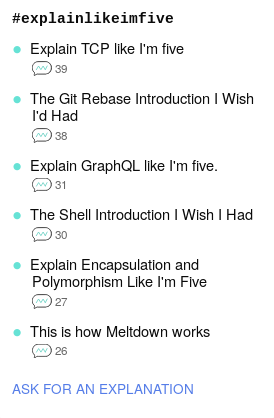 #explainlikeimfive
Explain TCP like I'm five
39
The Git Rebase Introduction I Wish
I'd Had
38
Explain GraphQL like I'm five.
31
The Shell Introduction I Wish I Had
30
Explain Encapsulation and
Polymorphism Like I'm Five
27
This is how Meltdown works
26
ASK FOR AN EXPLANATION